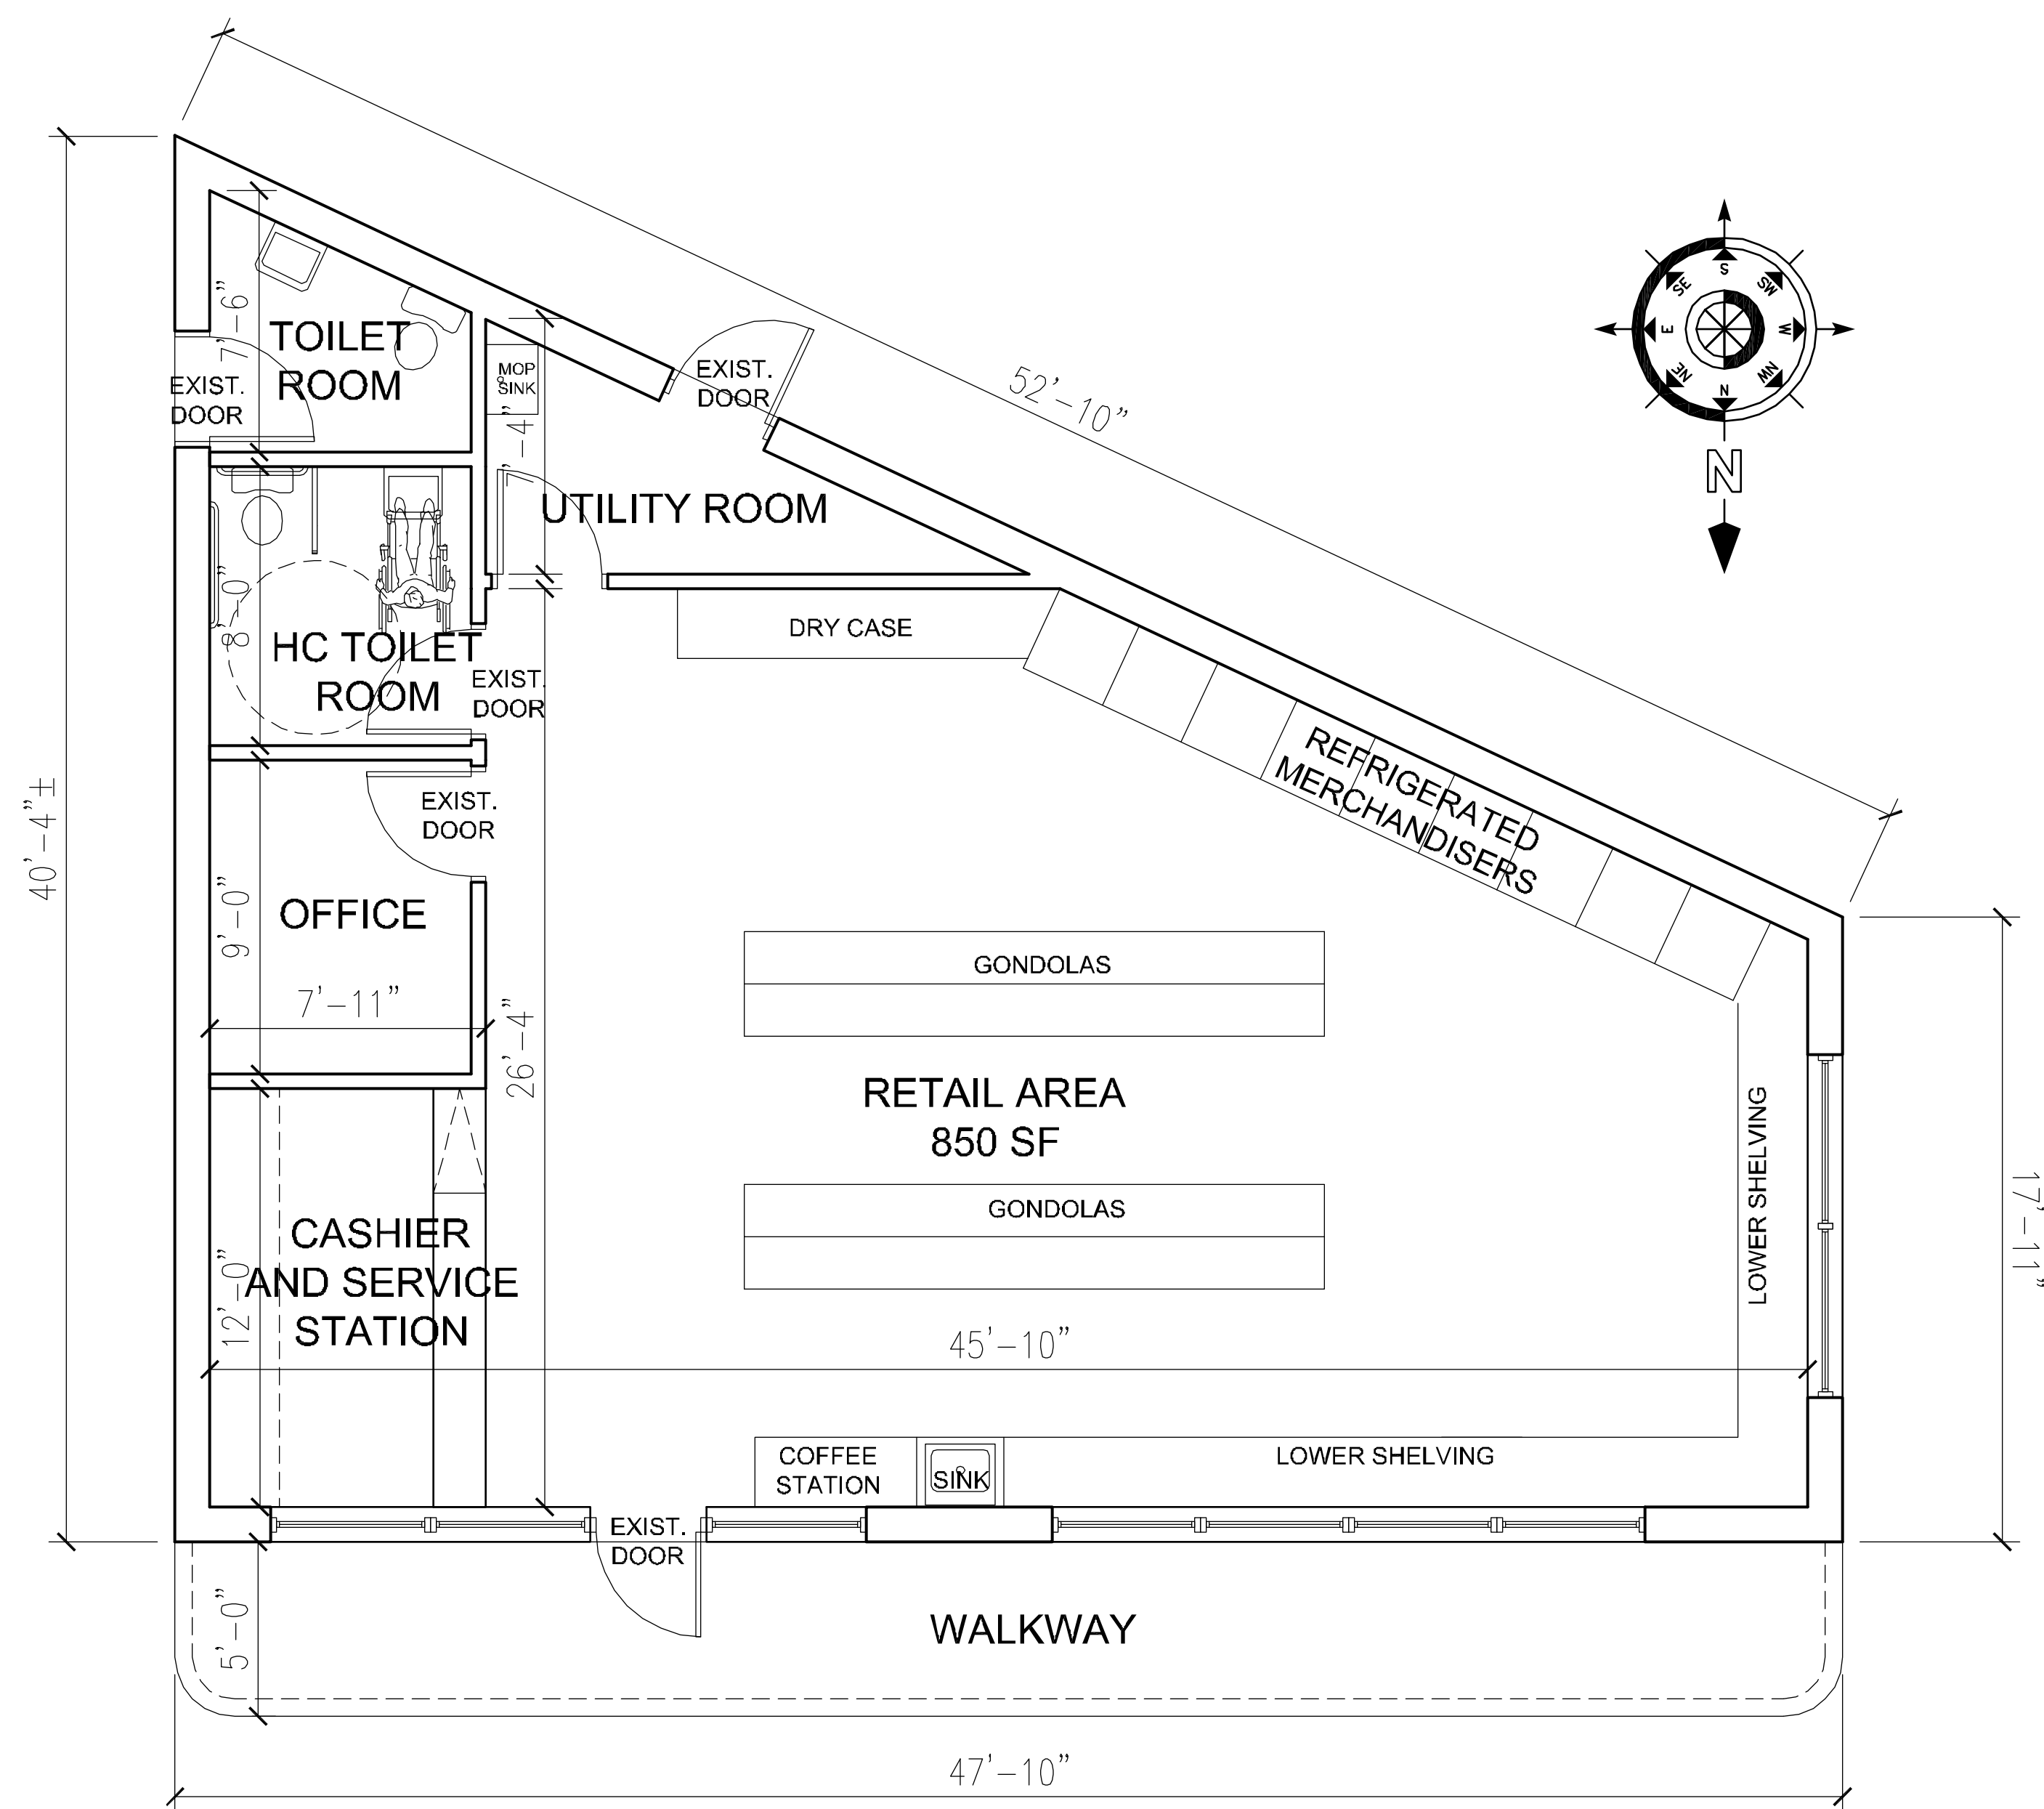 52'-10"
7'-6"
TOILET
ROOM
EXIST.
DOOR
MOP
SINK
EXIST.
DOOR
7'-4"
S
SE
SW
E
W
NE
NW
N
N
UTILITY ROOM
8'-0"
HC TOILET
ROOM
EXIST.
DOOR
DRY CASE
REFRIGERATED
MERCHANDISERS
40'-4"±
EXIST.
DOOR
9'-0"
OFFICE
7'-11"
26'-4"
GONDOLAS
RETAIL AREA
850 SF
GONDOLAS
LOWER SHELVING
17'-11"
CASHIER
AND SERVICE
STATION
12'-0"
45'-10"
COFFEE
STATION
SINK
LOWER SHELVING
EXIST.
DOOR
5'-0"
WALKWAY
47'-10"